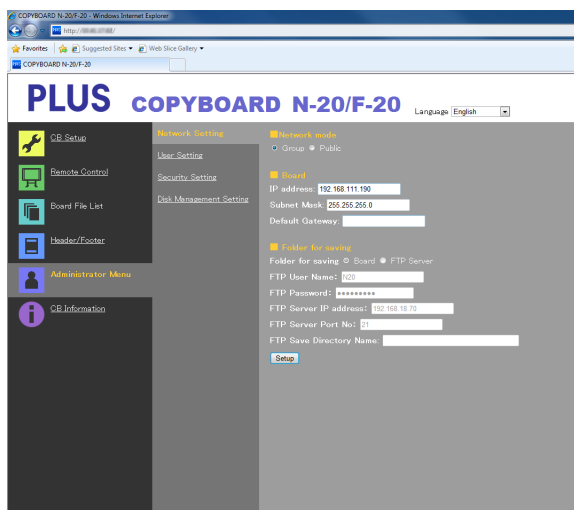 COPYBOARD N-20/F-20 - Windows Internet Explorer
http://
Favorites Suggested Sites Web Slice Gallery
COPYBOARD N-20/F-20
PLUS COPYBOARD N-20/F-20 Language English
CB Setup
Remote Control
Board File List
Header/Footer
Administrator Menu
CB Information
Network Setting
User Setting
Security Setting
Disk Management Setting
Network mode
Group Public
Board
IP address: 192.168.111.190
Subnet Mask: 255.255.255.0
Default Gateway:
Folder for saving
Folder for saving Board FTP Server
FTP User Name: N20
FTP Password: •••••••••
FTP Server IP address: 192.168.18.70
FTP Server Port No: 21
FTP Save Directory Name:
Setup